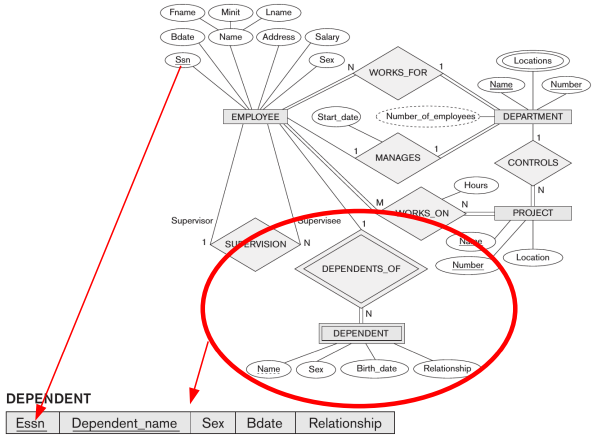 Fname
Minit
Lname
Bdate
Name
Address
Salary
Ssn
Sex
Locations
Name
Number
N
WORKS_FOR
1
EMPLOYEE
Start_date
Number_of_employees
DEPARTMENT
1
MANAGES
1
1
CONTROLS
N
Hours
M
WORKS_ON
N
PROJECT
Supervisor
Supervisee
1
SUPERVISION
N
1
Name
Number
Location
DEPENDENTS_OF
N
DEPENDENT
Name
Sex
Birth_date
Relationship
DEPENDENT
Essn Dependent_name Sex Bdate Relationship